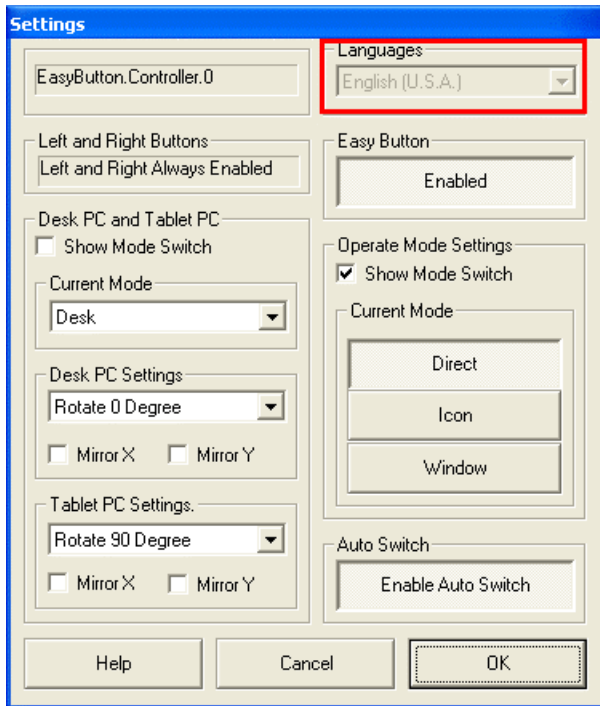 Settings
EasyButton.Controller.0
Languages
English (U.S.A.)
Left and Right Buttons
Left and Right Always Enabled
Easy Button
Enabled
Desk PC and Tablet PC
Show Mode Switch
Current Mode
Desk
Desk PC Settings
Rotate 0 Degree
Mirror X Mirror Y
Tablet PC Settings.
Rotate 90 Degree
Mirror X Mirror Y
Operate Mode Settings
Show Mode Switch
Current Mode
Direct
Icon
Window
Auto Switch
Enable Auto Switch
Help Cancel OK